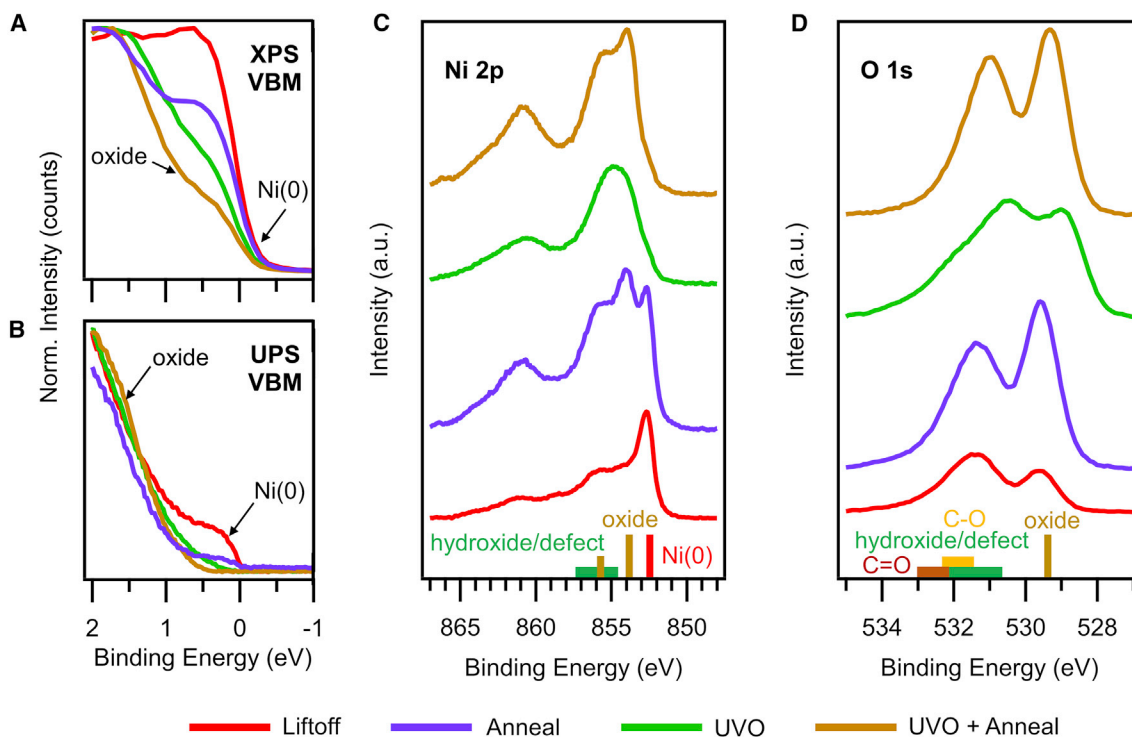 A
XPS
VBM
oxide
Ni(0)
B
UPS
VBM
oxide
Ni(0)
Norm. Intensity (counts)
2 1 0 -1
Binding Energy (eV)
C
Ni 2p
Intensity (a.u.)
oxide
hydroxide/defect
Ni(0)
865 860 855 850
Binding Energy (eV)
D
O 1s
Intensity (a.u.)
C-O
oxide
hydroxide/defect
C=O
534 532 530 528
Binding Energy (eV)
Liftoff Anneal UVO UVO + Anneal